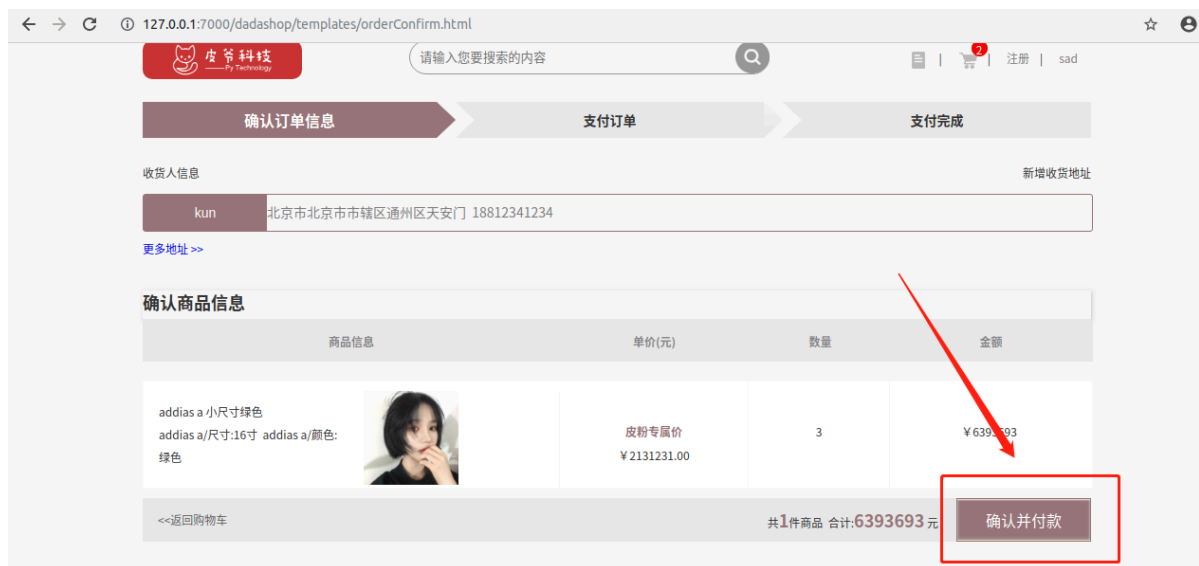 127.0.0.1:7000/dadashop/templates/orderConfirm.html
皮爷科技
Py Technology
请输入您要搜索的内容
2
| | 注册 | sad
确认订单信息 支付订单 支付完成
收货人信息 新增收货地址
kun 北京市北京市市辖区通州区天安门 18812341234
更多地址 >>
确认商品信息
商品信息 单价(元) 数量 金额
addias a 小尺寸绿色
addias a/尺寸:16寸 addias a/颜色:
绿色
皮粉专属价
￥2131231.00
3
￥6393693
<<返回购物车 共1件商品 合计:6393693 元 确认并付款